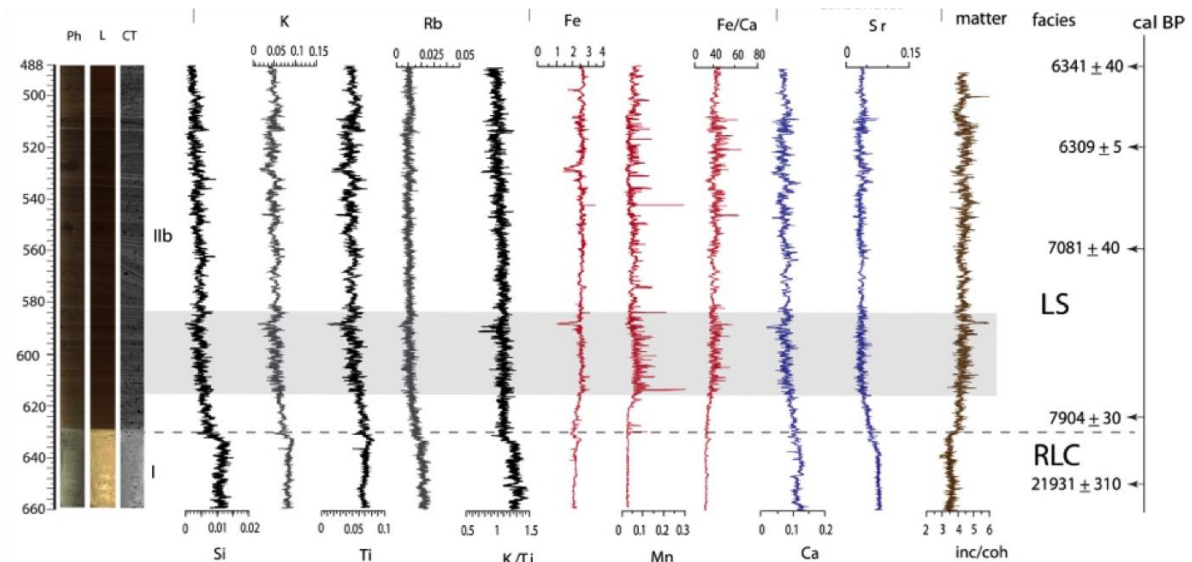 K Rb Fe Fe/Ca Sr matter facies cal BP
Ph L CT
0 0.05 0.1 0.15 0 0.025 0.05 0 1 2 3 4 0 40 60 80 0 0.15
488 6341 ± 40
500
520 6309 ± 5
540
IIb
560 7081 ± 40
580 LS
600
620 7904 ± 30
640 I RLC
21931 ± 310
660
0 0.01 0.02 0 0.05 0.1 0.5 1 1.5 0 0.1 0.2 0.3 0 0.1 0.2 2 3 4 5 6
Si Ti K/Ti Mn Ca inc/coh